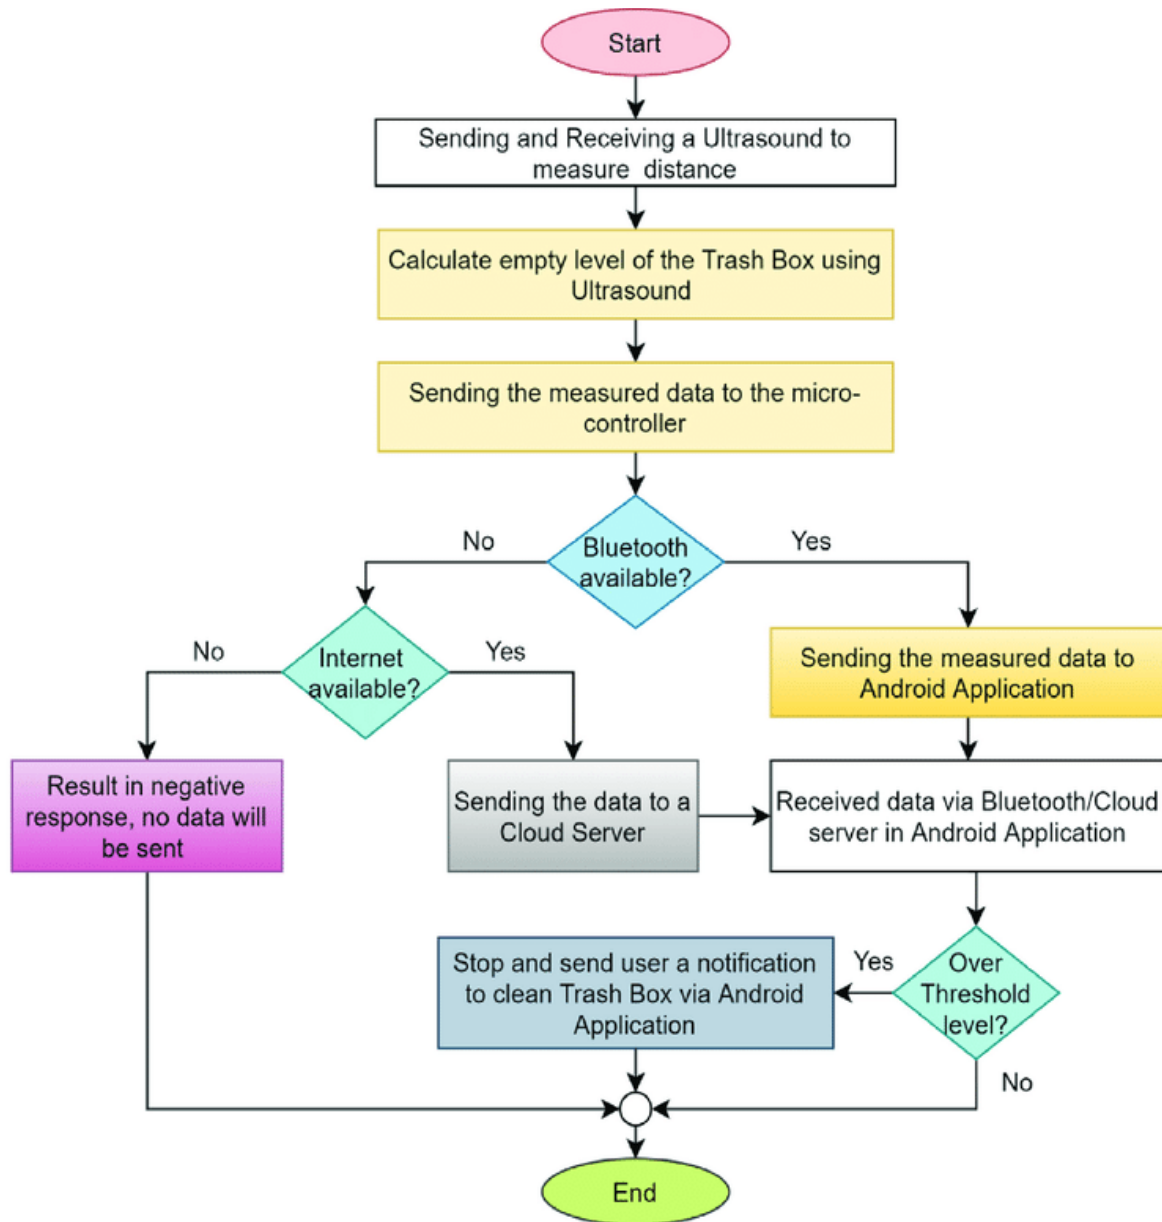 Start
Sending and Receiving a Ultrasound to
measure distance
Calculate empty level of the Trash Box using
Ultrasound
Sending the measured data to the micro-
controller
Bluetooth
available?
No
Yes
Internet
available?
No
Yes
Sending the measured data to
Android Application
Result in negative
response, no data will
be sent
Sending the data to a
Cloud Server
Received data via Bluetooth/Cloud
server in Android Application
Over
Threshold
level?
Yes
No
Stop and send user a notification
to clean Trash Box via Android
Application
End